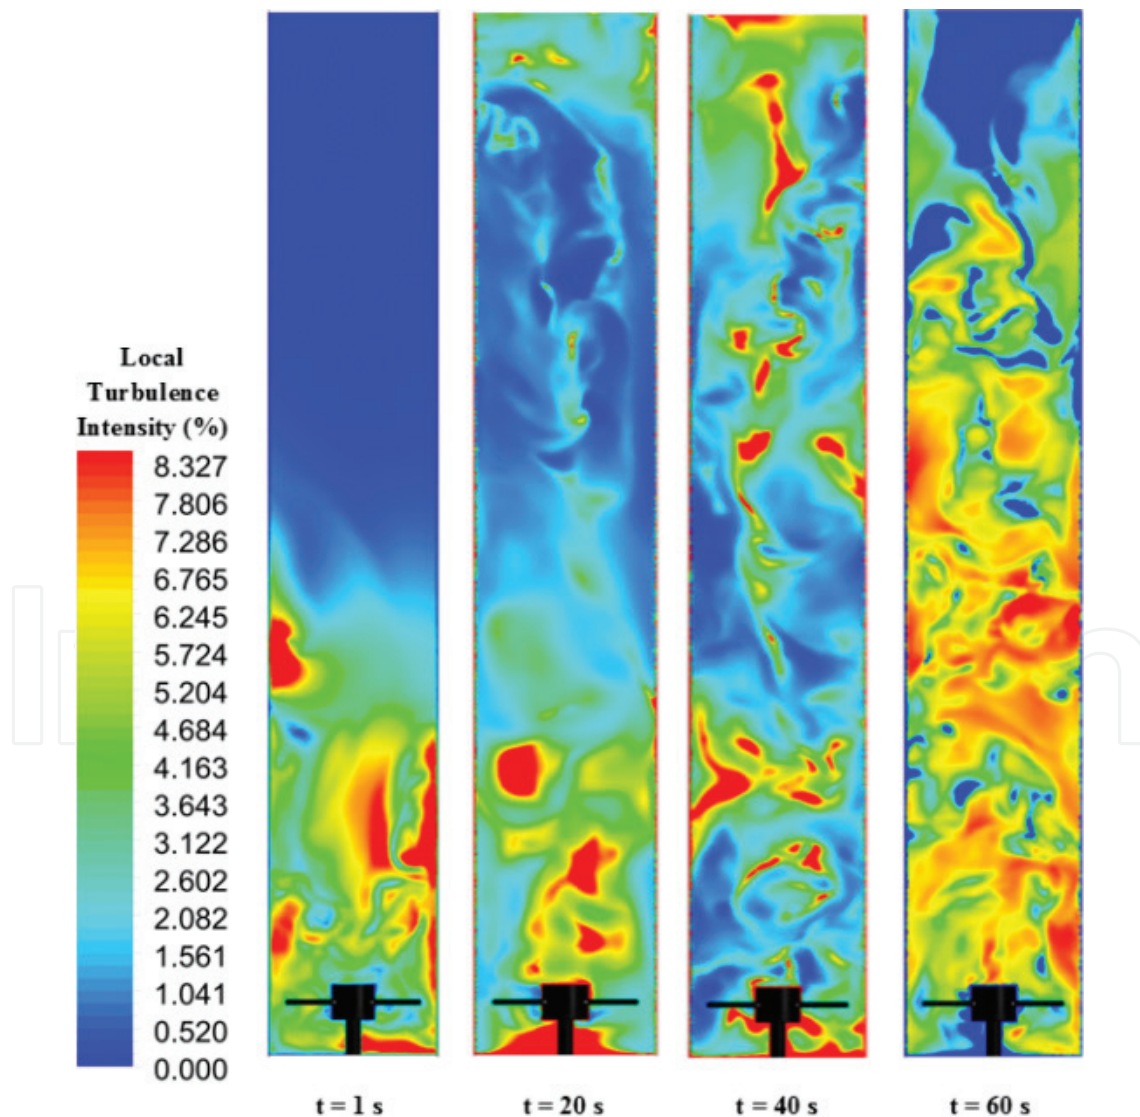 Local
Turbulence
Intensity (%)
8.327
7.806
7.286
6.765
6.245
5.724
5.204
4.684
4.163
3.643
3.122
2.602
2.082
1.561
1.041
0.520
0.000
t = 1 s
t = 20 s
t = 40 s
t = 60 s